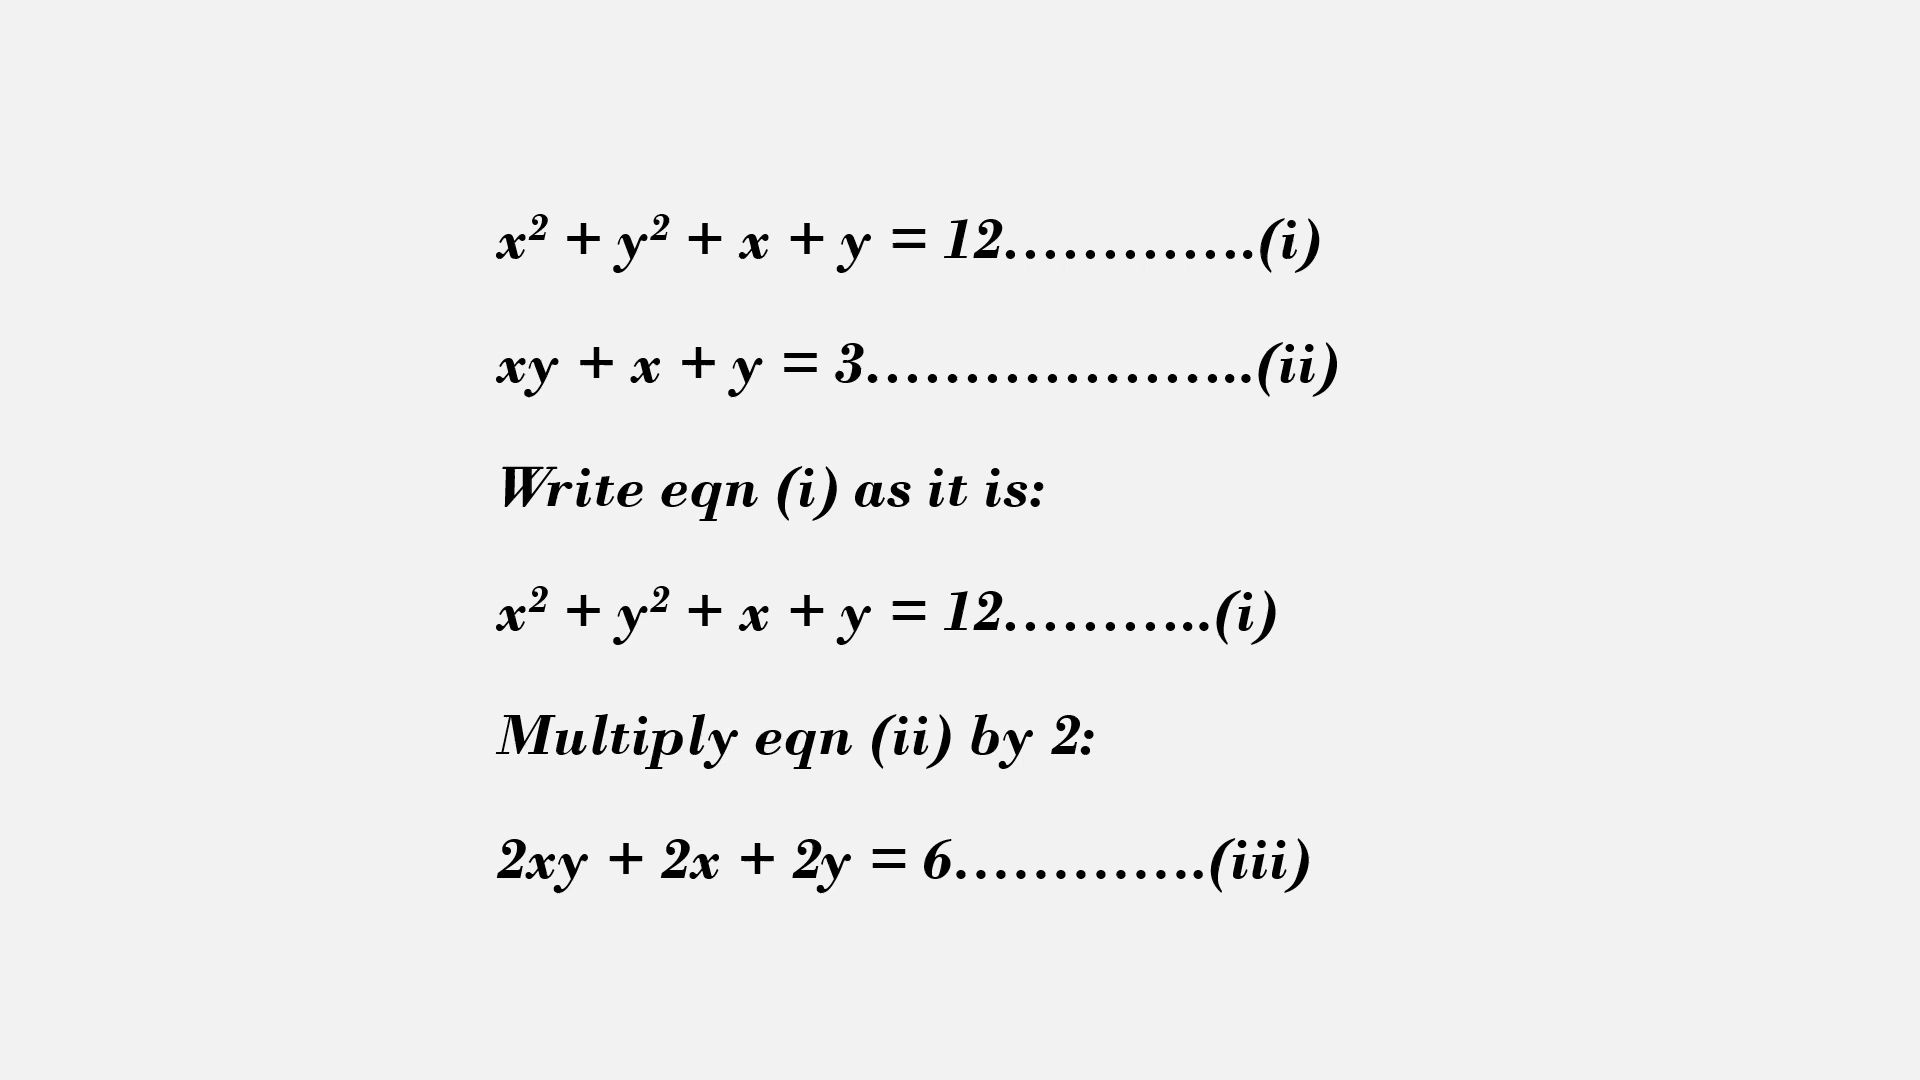 x² + y² + x + y = 12………….(i)
xy + x + y = 3………………..(ii)
Write eqn (i) as it is:
x² + y² + x + y = 12………..(i)
Multiply eqn (ii) by 2:
2xy + 2x + 2y = 6………….(iii)